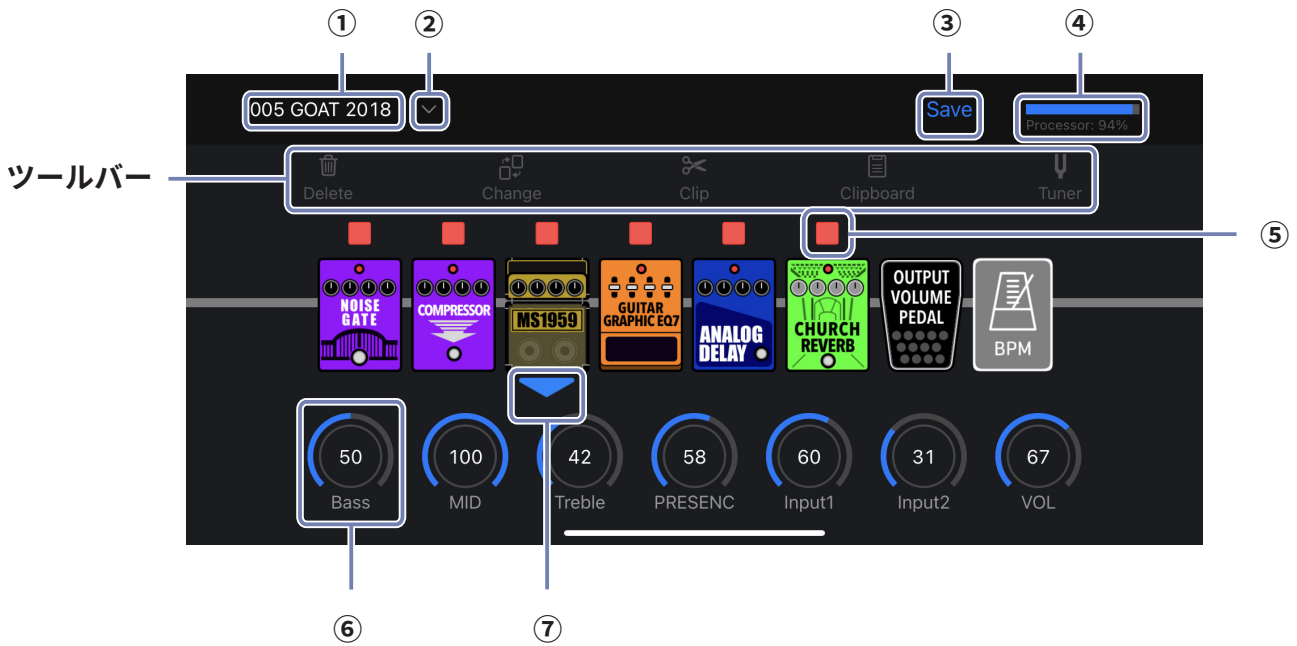 ① ② ③ ④
005 GOAT 2018 Save
Processor: 94%
ツールバー
Delete Change Clip Clipboard Tuner
⑤
NOISE
GATE
COMPRESSOR
MS1959
GUITAR
GRAPHIC EQ7
ANALOG
DELAY
CHURCH
REVERB
OUTPUT
VOLUME
PEDAL
BPM
50 100 42 58 60 31 67
Bass MID Treble PRESENC Input1 Input2 VOL
⑥ ⑦